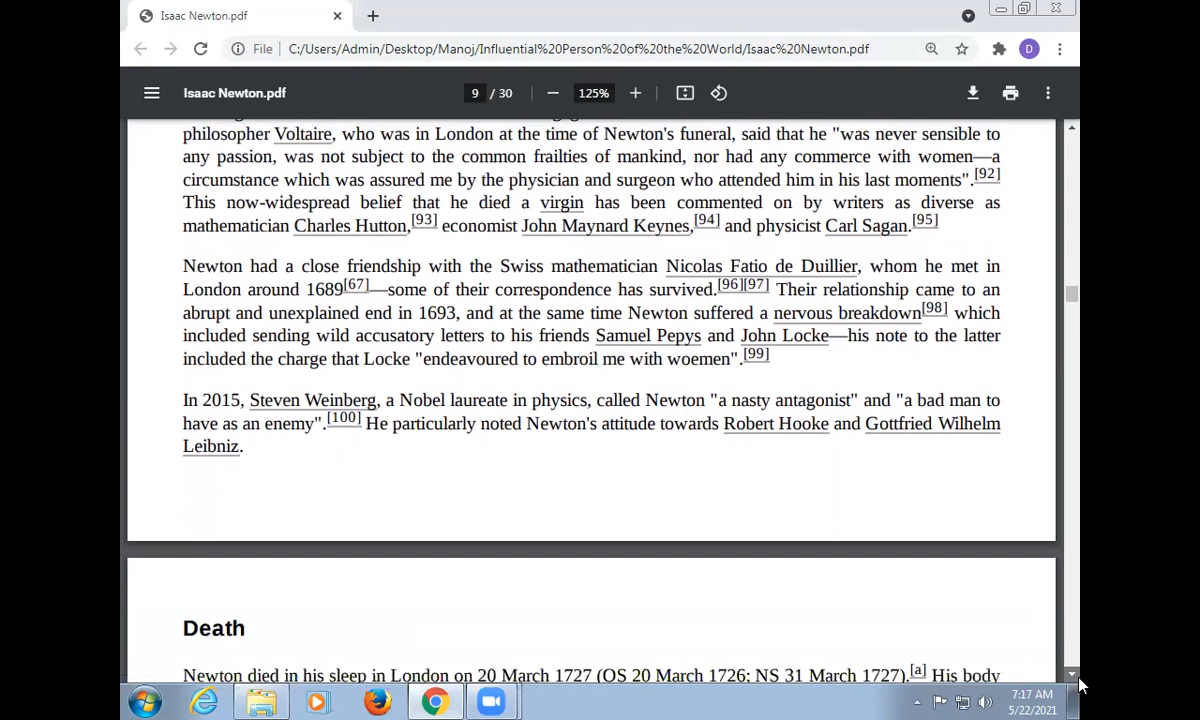 Isaac Newton.pdf
File
C:/Users/Admin/Desktop/Manoj/Influential%20Person%20of%20the%20World/Isaac%20Newton.pdf
D
Isaac Newton.pdf
9 / 30
125%
philosopher Voltaire, who was in London at the time of Newton's funeral, said that he "was never sensible to
any passion, was not subject to the common frailties of mankind, nor had any commerce with women—a
circumstance which was assured me by the physician and surgeon who attended him in his last moments".[92]
This now-widespread belief that he died a virgin has been commented on by writers as diverse as
mathematician Charles Hutton,[93] economist John Maynard Keynes,[94] and physicist Carl Sagan.[95]
Newton had a close friendship with the Swiss mathematician Nicolas Fatio de Duillier, whom he met in
London around 1689[67]—some of their correspondence has survived.[96][97] Their relationship came to an
abrupt and unexplained end in 1693, and at the same time Newton suffered a nervous breakdown[98] which
included sending wild accusatory letters to his friends Samuel Pepys and John Locke—his note to the latter
included the charge that Locke "endeavoured to embroil me with woemen".[99]
In 2015, Steven Weinberg, a Nobel laureate in physics, called Newton "a nasty antagonist" and "a bad man to
have as an enemy".[100] He particularly noted Newton's attitude towards Robert Hooke and Gottfried Wilhelm
Leibniz.
Death
Newton died in his sleep in London on 20 March 1727 (OS 20 March 1726; NS 31 March 1727).[a] His body
7:17 AM
5/22/2021